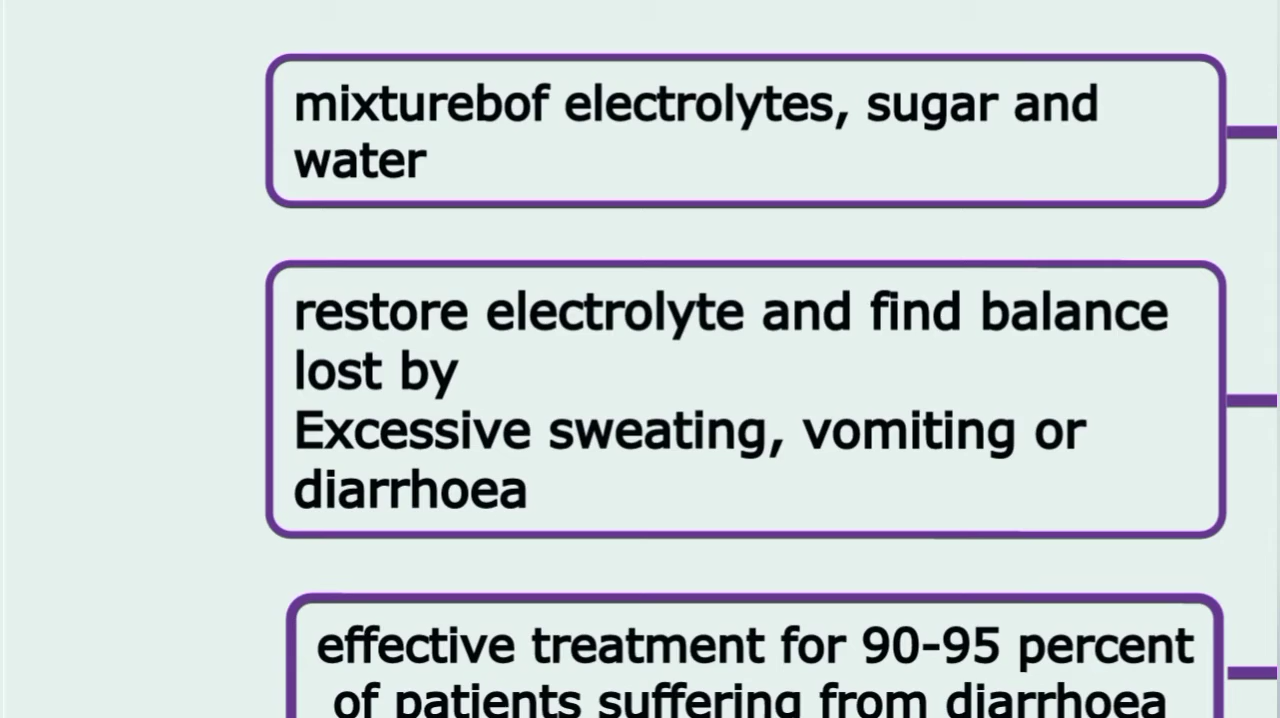 mixturebof electrolytes, sugar and
water
restore electrolyte and find balance
lost by
Excessive sweating, vomiting or
diarrhoea
effective treatment for 90-95 percent
of patients suffering from diarrhoea